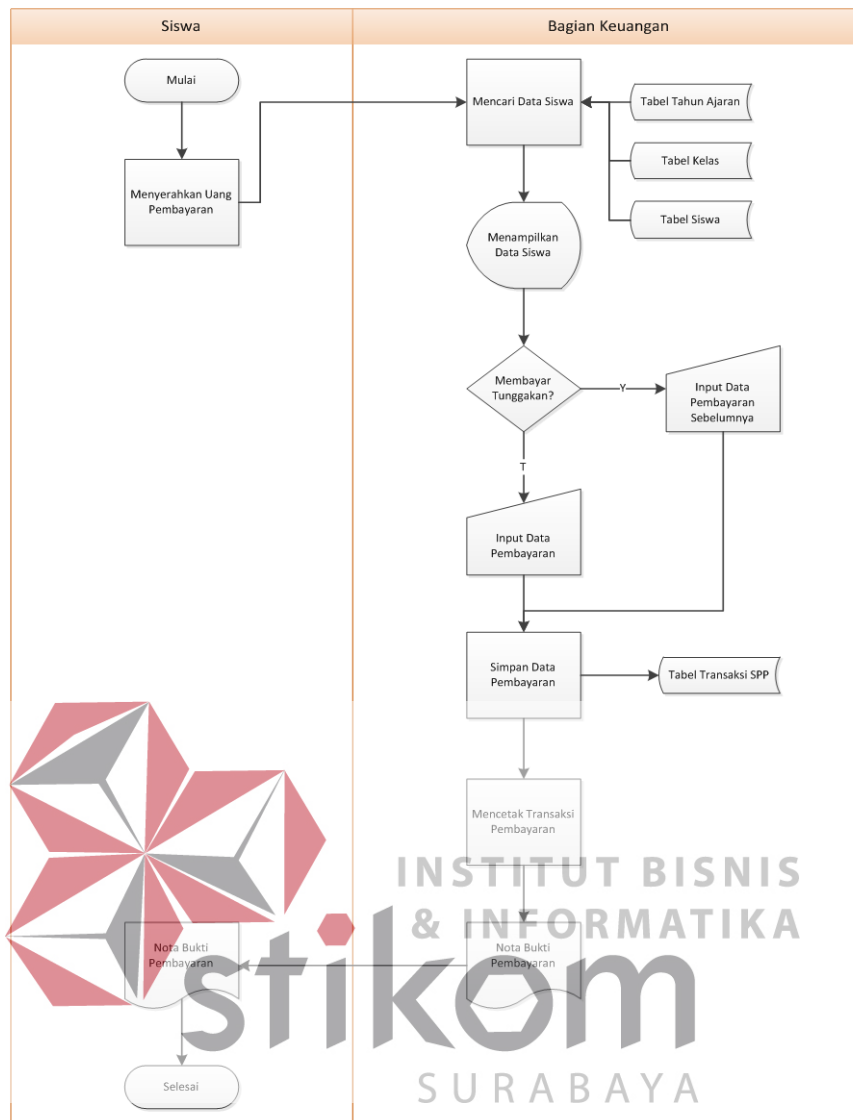 Siswa
Bagian Keuangan
Mulai
Mencari Data Siswa
Tabel Tahun Ajaran
Tabel Kelas
Menyerahkan Uang
Pembayaran
Tabel Siswa
Menampilkan
Data Siswa
Membayar
Tunggakan?
Y
Input Data
Pembayaran
Sebelumnya
T
Input Data
Pembayaran
Simpan Data
Pembayaran
Tabel Transaksi SPP
Mencetak Transaksi
Pembayaran
INSTITUT BISNIS
& INFORMATIKA
Nota Bukti
Pembayaran
Nota Bukti
Pembayaran
stikom
Selesai
SURABAYA